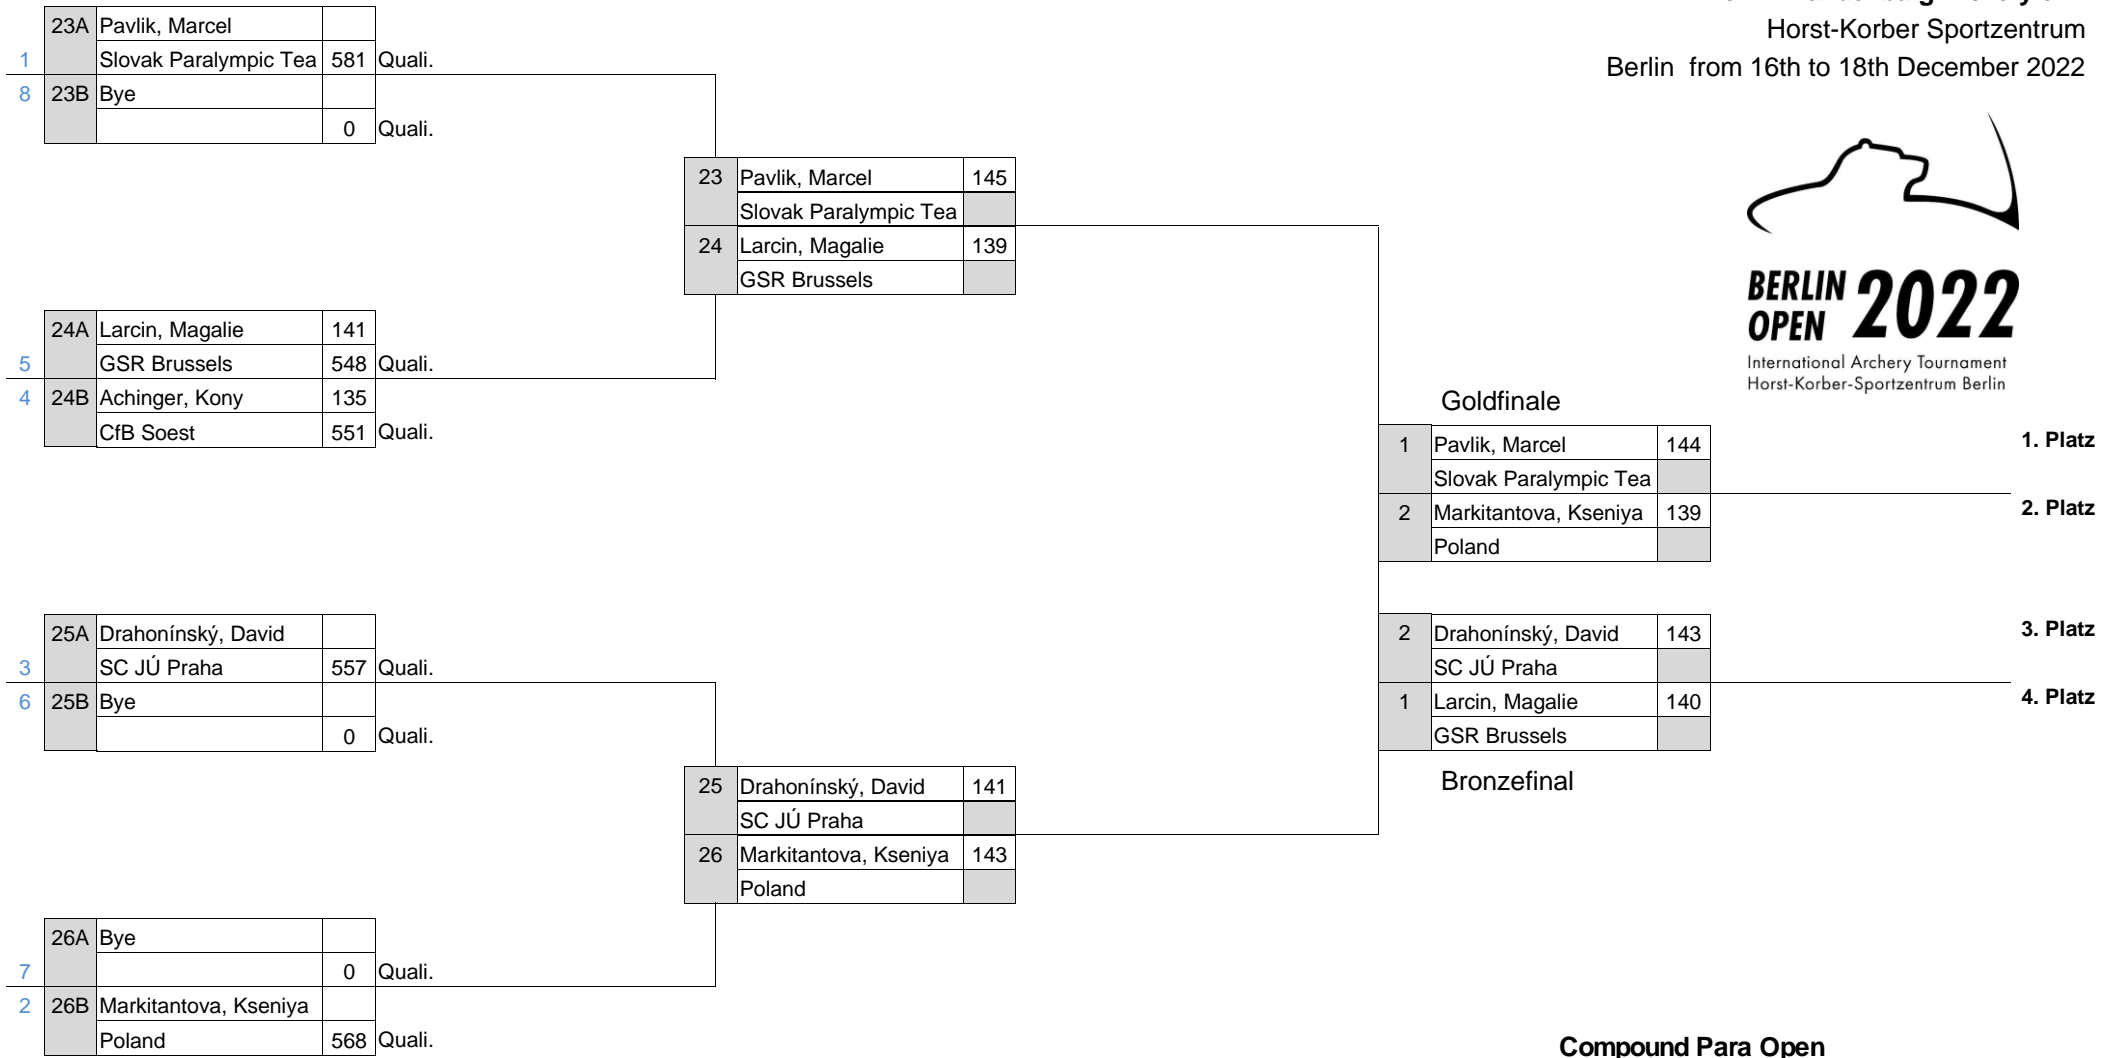 Horst-Korber Sportzentrum
Berlin from 16th to 18th December 2022
23A Pavlik, Marcel
1 Slovak Paralympic Tea 581 Quali.
8 23B Bye
0 Quali.
23 Pavlik, Marcel 145
Slovak Paralympic Tea
24 Larcin, Magalie 139
GSR Brussels
BERLIN OPEN 2022
International Archery Tournament
Horst-Korber-Sportzentrum Berlin
24A Larcin, Magalie 141
5 GSR Brussels 548 Quali.
4 24B Achinger, Kony 135
CfB Soest 551 Quali.
Goldfinale
1 Pavlik, Marcel 144 1. Platz
Slovak Paralympic Tea
2 Markitantova, Kseniya 139 2. Platz
Poland
25A Drahonínský, David
3 SC JÚ Praha 557 Quali.
6 25B Bye
0 Quali.
2 Drahonínský, David 143 3. Platz
SC JÚ Praha
1 Larcin, Magalie 140 4. Platz
GSR Brussels
Bronzefinal
25 Drahonínský, David 141
SC JÚ Praha
26 Markitantova, Kseniya 143
Poland
26A Bye
7 0 Quali.
2 26B Markitantova, Kseniya
Poland 568 Quali.
Compound Para Open